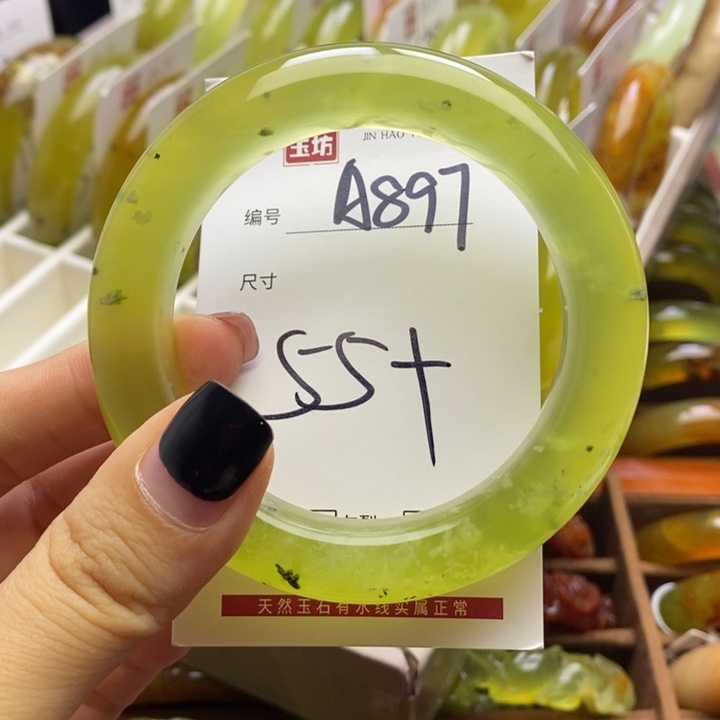 玉坊
JIN HAO
编号 A897
尺寸
55+
天然玉石有水线实属正常